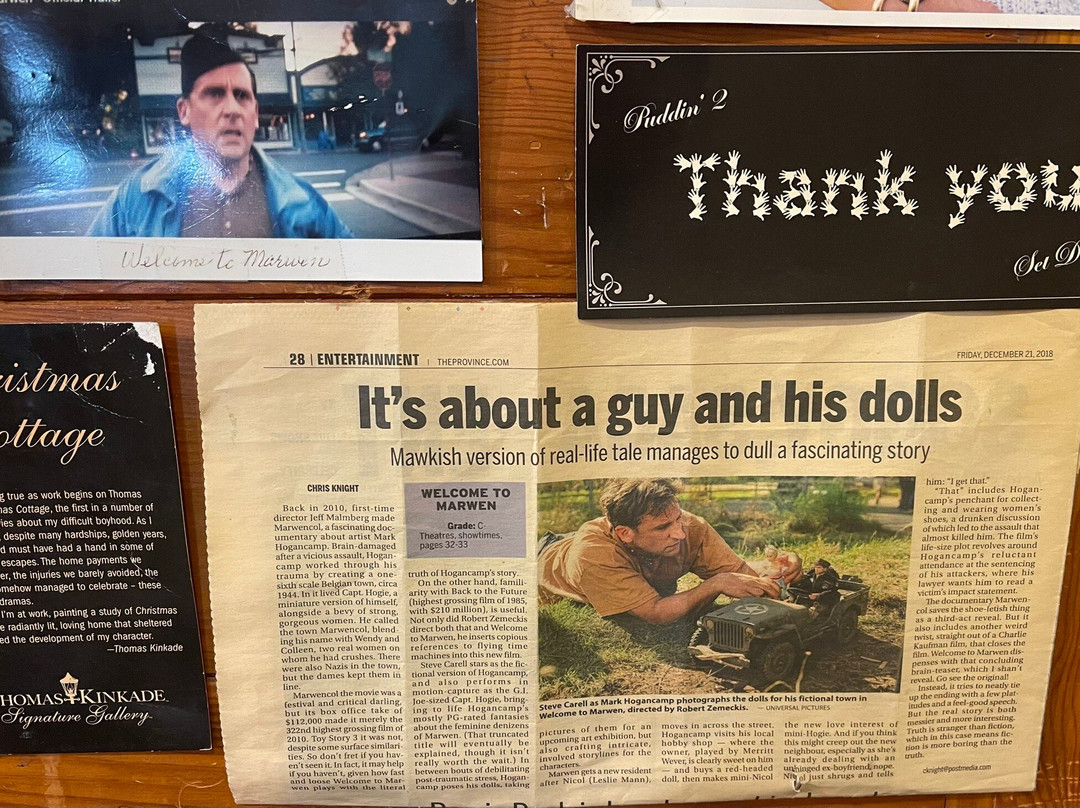 Official Trailer
Welcome to Marwen
Puddin' 2
Thank you
Set D
ristmas
ottage
g true as work begins on Thomas
as Cottage, the first in a number of
ies about my difficult boyhood. As I
, despite many hardships, golden years,
d must have had a hand in some of
escapes. The home payments we
er, the injuries we barely avoided, the
mehow managed to celebrate – these
dramas.
I'm at work, painting a study of Christmas
e radiantly lit, loving home that sheltered
ed the development of my character.
—Thomas Kinkade
HOMAS KINKADE
Signature Gallery
28 | ENTERTAINMENT | THEPROVINCE.COM
FRIDAY, DECEMBER 21, 2018
It's about a guy and his dolls
Mawkish version of real-life tale manages to dull a fascinating story
CHRIS KNIGHT
Back in 2010, first-time
director Jeff Malmberg made
Marwencol, a fascinating doc-
umentary about artist Mark
Hogancamp. Brain-damaged
after a vicious assault, Hogan-
camp worked through his
trauma by creating a one-
sixth scale Belgian town, circa
1944. In it lived Capt. Hogie, a
miniature version of himself,
alongside a bevy of strong,
gorgeous women. He called
the town Marwencol, blend-
ing his name with Wendy and
Colleen, two real women on
whom he had crushes. There
were also Nazis in the town,
but the dames kept them in
line.
Marwencol the movie was a
festival and critical darling,
but its box office take of
$112,000 made it merely the
322nd highest grossing film of
2010. Toy Story 3 it was not,
despite some surface similari-
ties. So don't fret if you hav-
en't seen it. In fact, it may help
if you haven't, given how fast
and loose Welcome to Mar-
wen plays with the literal
WELCOME TO
MARWEN
Grade: C-
Theatres, showtimes,
pages 32-33
truth of Hogancamp's story.
On the other hand, famili-
arity with Back to the Future
(highest grossing film of 1985,
with $210 million), is useful.
Not only did Robert Zemeckis
direct both that and Welcome
to Marwen, he inserts copious
references to flying time
machines into this new film.
Steve Carell stars as the fic-
tional version of Hogancamp,
and also performs in
motion-capture as the G.I.
Joe-sized Capt. Hogie, bring-
ing to life Hogancamp's
mostly PG-rated fantasies
about the feminine denizens
of Marwen. (That truncated
title will eventually be
explained, though it isn't
really worth the wait.) In
between bouts of debilitating
post-traumatic stress, Hogan-
camp poses his dolls, taking
Steve Carell as Mark Hogancamp photographs the dolls for his fictional town in
Welcome to Marwen, directed by Robert Zemeckis. — UNIVERSAL PICTURES
pictures of them for an
upcoming art exhibition, but
also crafting intricate,
involved storylines for the
characters.
Marwen gets a new resident
after Nicol (Leslie Mann),
moves in across the street.
Hogancamp visits his local
hobby shop — where the
owner, played by Merritt
Wever, is clearly sweet on him
— and buys a red-headed
doll, then makes mini-Nicol
the new love interest of
mini-Hogie. And if you think
this might creep out the new
neighbour, especially as she's
already dealing with an
unhinged ex-boyfriend, nope.
Nicol just shrugs and tells
him: "I get that."
"That" includes Hogan-
camp's penchant for collect-
ing and wearing women's
shoes, a drunken discussion
of which led to the assault that
almost killed him. The film's
life-size plot revolves around
Hogancamp's reluctant
attendance at the sentencing
of his attackers, where his
lawyer wants him to read a
victim's impact statement.
The documentary Marwen-
col saves the shoe-fetish thing
as a third-act reveal. But it
also includes another weird
twist, straight out of a Charlie
Kaufman film, that closes the
film. Welcome to Marwen dis-
penses with that concluding
brain-teaser, which I shan't
reveal. Go see the original!
Instead, it tries to neatly tie
up the ending with a few plat-
itudes and a feel-good speech.
But the real story is both
messier and more interesting.
Truth is stranger than fiction,
which in this case means fic-
tion is more boring than the
truth.
cknight@postmedia.com